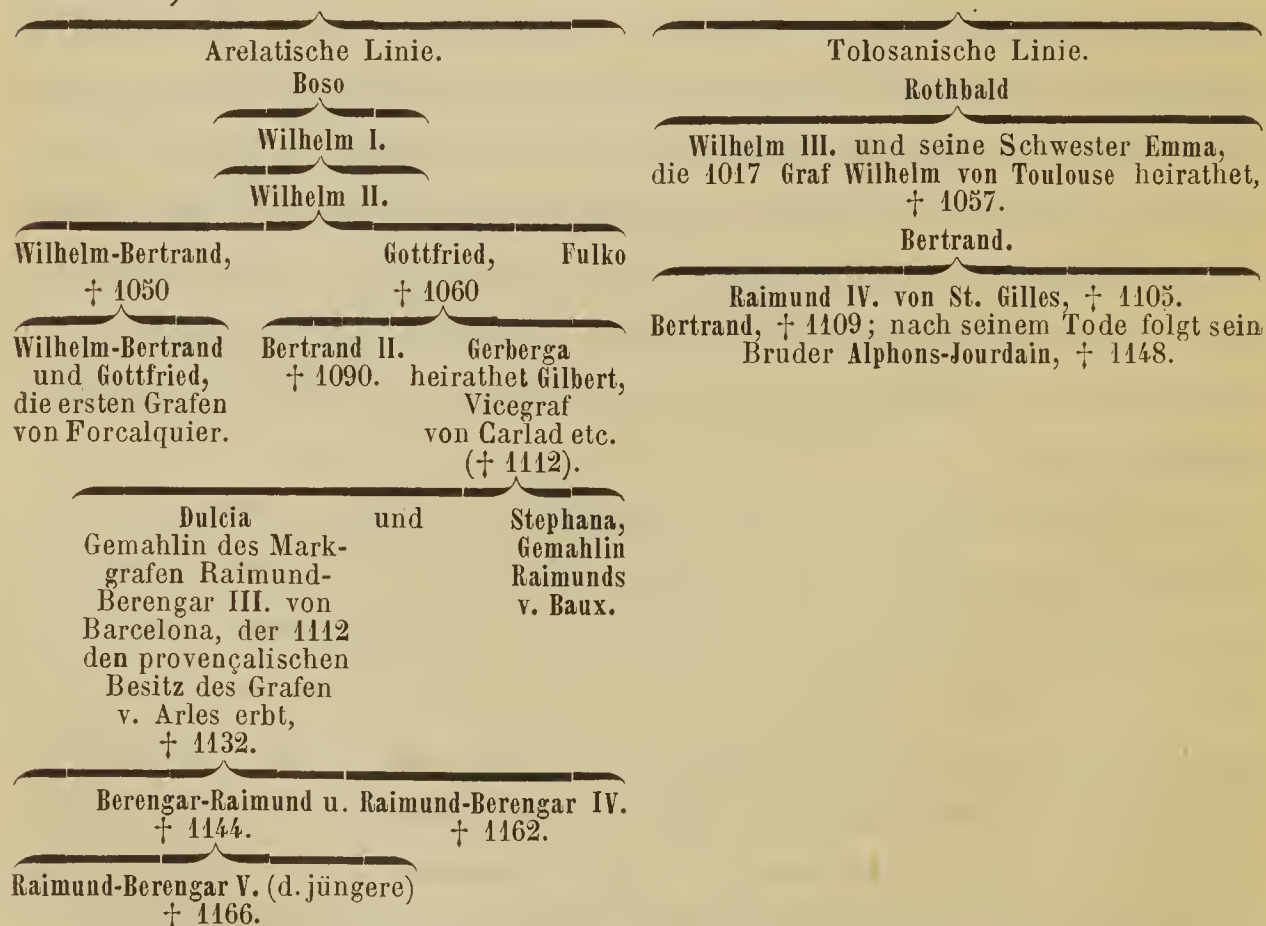 Arelatische Linie.
Boso
Wilhelm I.
Wilhelm II.
Wilhelm-Bertrand,
† 1050
Gottfried,
† 1060
Fulko
Wilhelm-Bertrand
und Gottfried,
die ersten Grafen
von Forcalquier.
Bertrand II.
† 1090.
Gerberga
heirathet Gilbert,
Vicegraf
von Carlad etc.
(† 1112).
Dulcia
und
Gemahlin des Mark-
grafen Raimund-
Berengar III. von
Barcelona, der 1112
den provençalischen
Besitz des Grafen
v. Arles erbt,
† 1132.
Stephana,
Gemahlin
Raimunds
v. Baux.
Berengar-Raimund u. Raimund-Berengar IV.
† 1144. † 1162.
Raimund-Berengar V. (d. jüngere)
† 1166.
Tolosanische Linie.
Rothbald
Wilhelm III. und seine Schwester Emma,
die 1017 Graf Wilhelm von Toulouse heirathet,
† 1057.
Bertrand.
Raimund IV. von St. Gilles, † 1105.
Bertrand, † 1109; nach seinem Tode folgt sein
Bruder Alphons-Jourdain, † 1148.